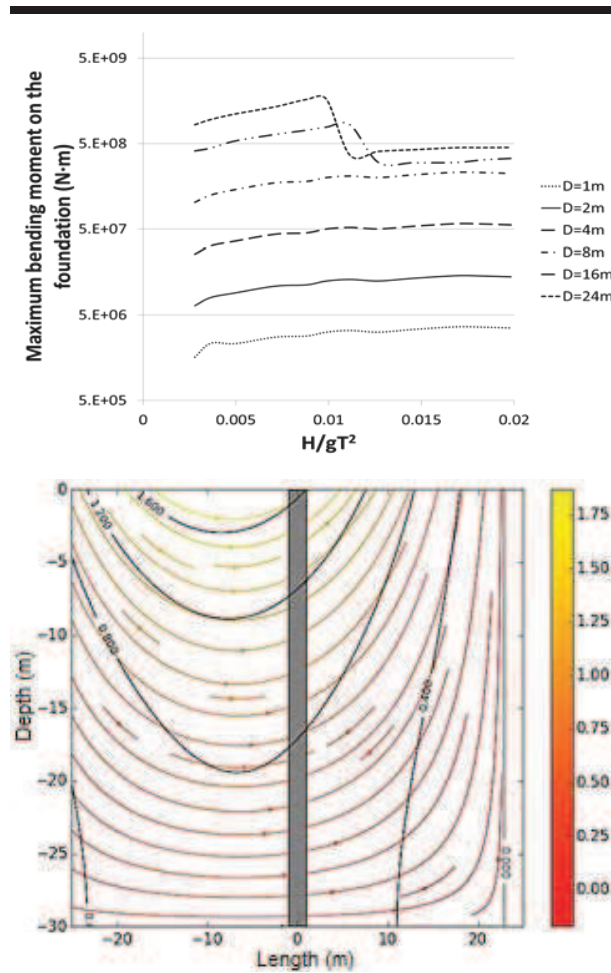 Maximum bending moment on the
foundation (N·m)
5.E+09
5.E+08
5.E+07
5.E+06
5.E+05
0
0.005
0.01
0.015
0.02
H/gT²
D=1m
D=2m
D=4m
D=8m
D=16m
D=24m
Depth (m)
0
−5
−10
−15
−20
−25
−30
−20
−10
0
10
20
Length (m)
1.600
1.200
0.800
0.400
0.000
1.75
1.50
1.25
1.00
0.75
0.50
0.25
0.00